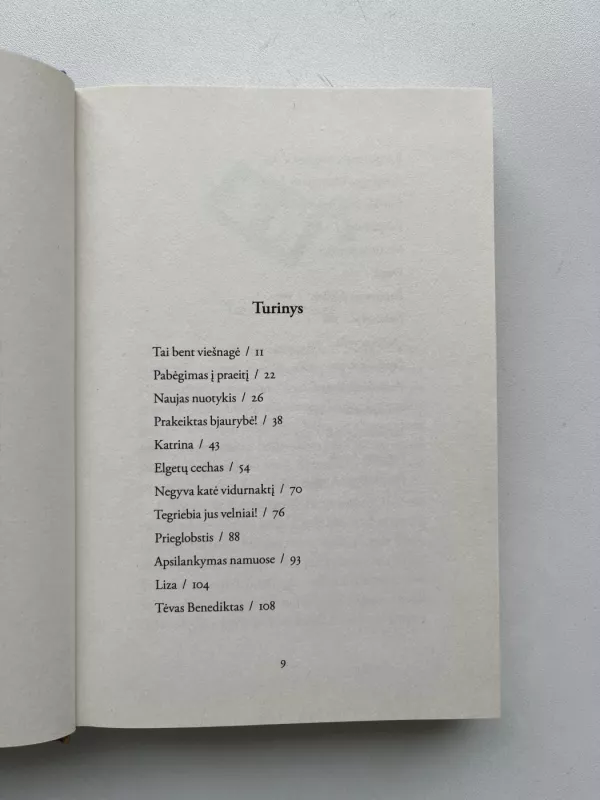 Turinys
Tai bent viešnagė / 11
Pabėgimas į praeitį / 22
Naujas nuotykis / 26
Prakeiktas bjaurybė! / 38
Katrina / 43
Elgetų cechas / 54
Negyva katė vidurnaktį / 70
Tegriebia jus velniai! / 76
Prieglobstis / 88
Apsilankymas namuose / 93
Liza / 104
Tėvas Benediktas / 108
9